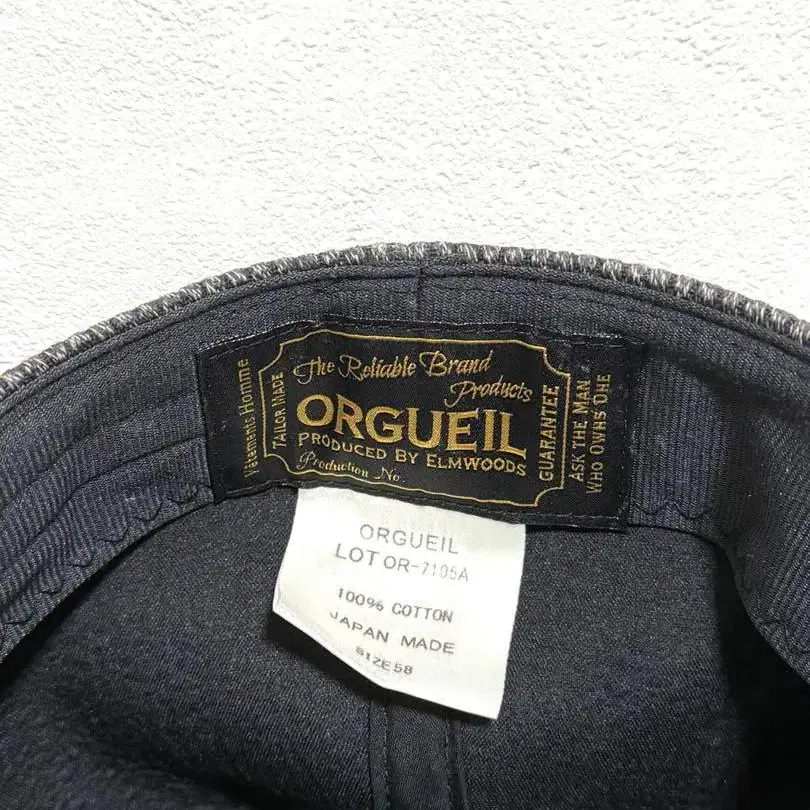 Vêtements Homme
TAILOR MADE
The Reliable Brand
Products
ORGUEIL
PRODUCED BY ELMWOODS
Production No.
GUARANTEE
ASK THE MAN
WHO OWNS ONE
ORGUEIL
LOT OR-7105A
100% COTTON
JAPAN MADE
SIZE58